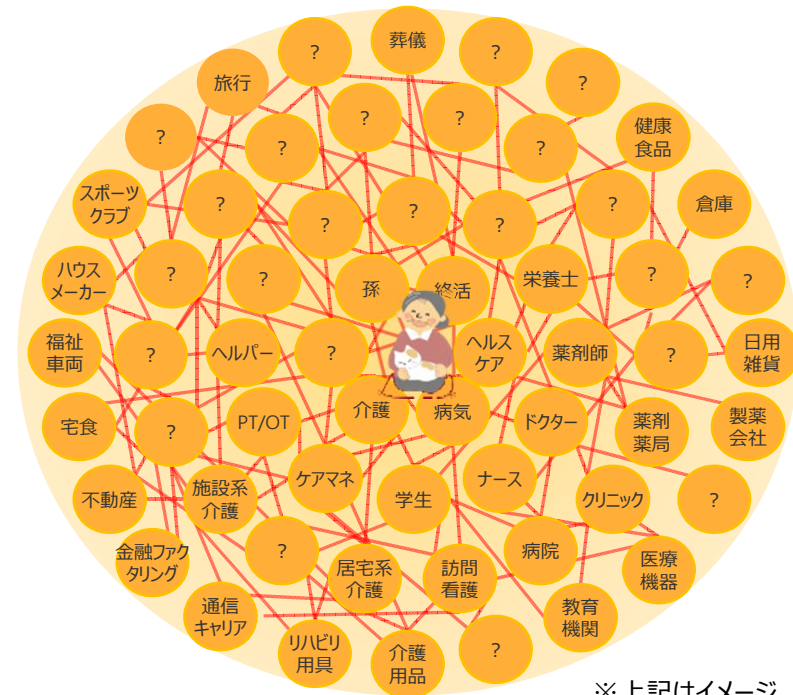 ?
葬儀
?
?
旅行
?
?
?
?
?
健康
食品
スポーツ
クラブ
?
?
?
?
?
倉庫
ハウス
メーカー
?
?
孫
終活
栄養士
?
?
福祉
車両
?
ヘルパー
?
ヘルス
ケア
薬剤師
?
日用
雑貨
宅食
?
PT/OT
介護
病気
ドクター
薬剤
薬局
製薬
会社
不動産
施設系
介護
ケアマネ
学生
ナース
クリニック
?
金融ファク
タリング
?
居宅系
介護
訪問
看護
病院
医療
機器
通信
キャリア
リハビリ
用具
介護
用品
?
教育
機関
※上記はイメージ